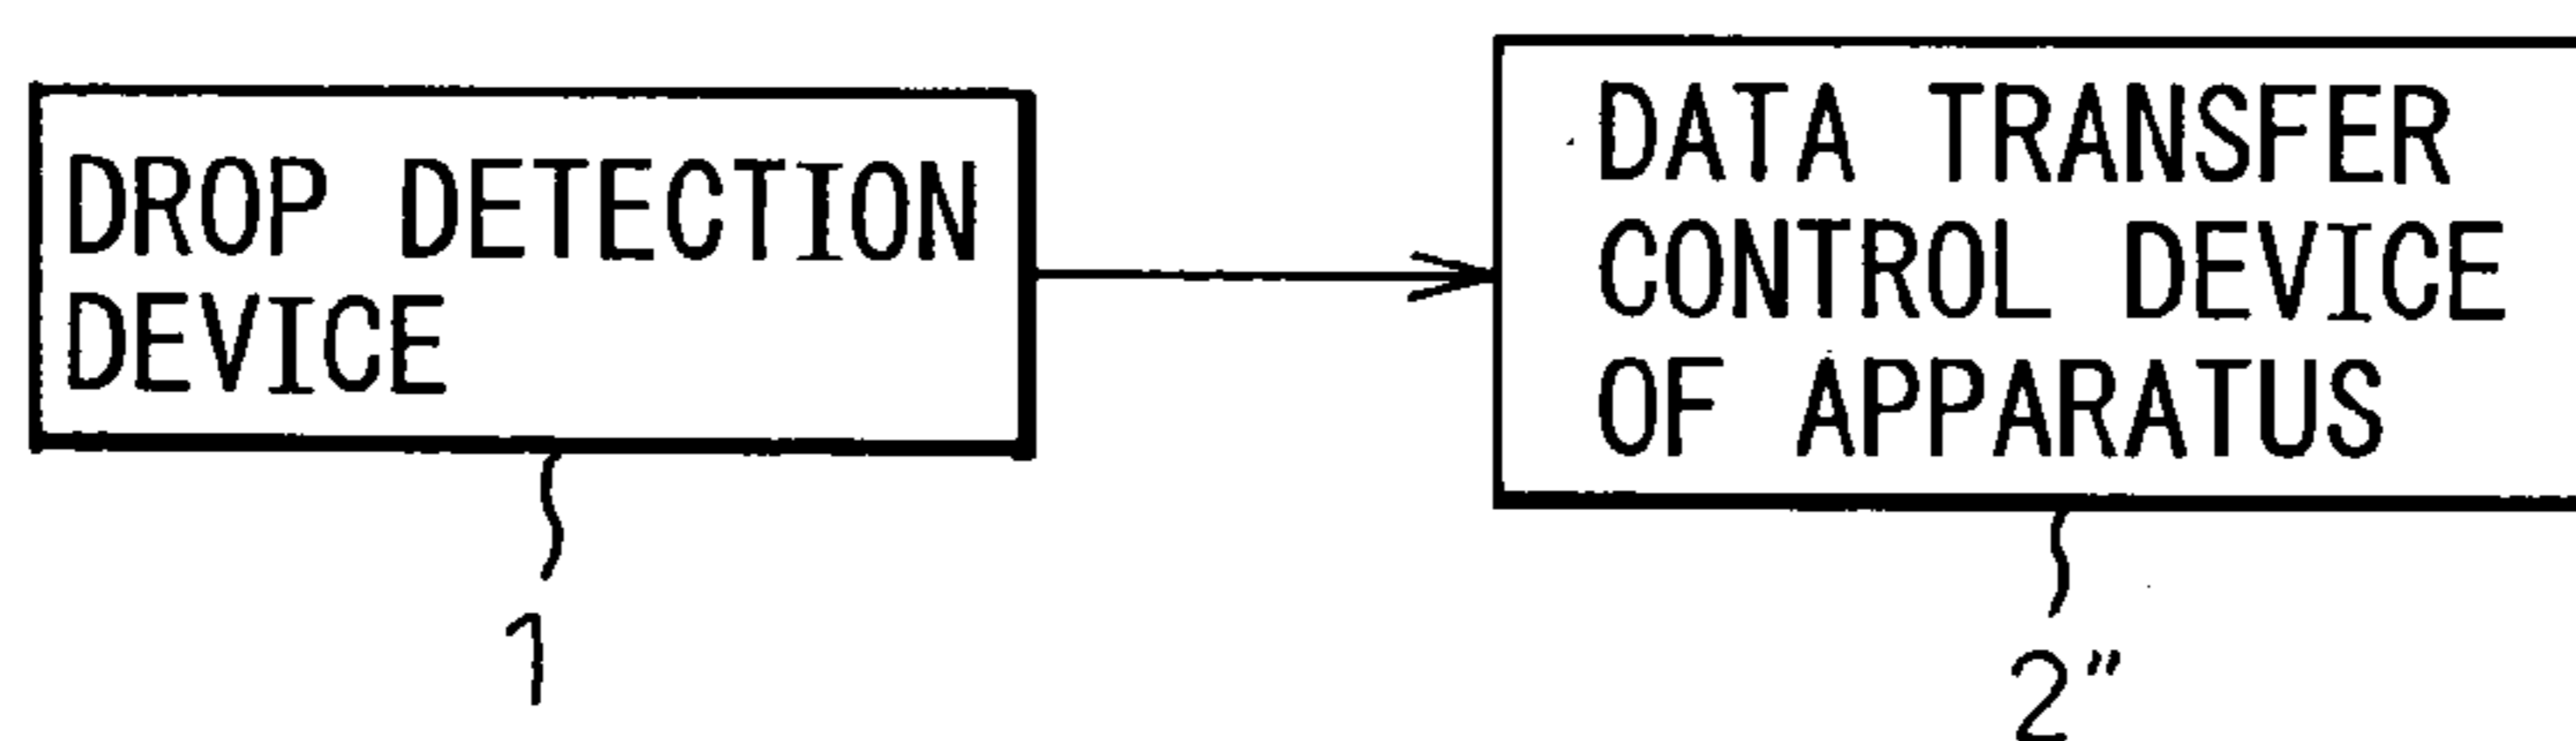 DROP DETECTION
DEVICE
1
DATA TRANSFER
CONTROL DEVICE
OF APPARATUS
2"